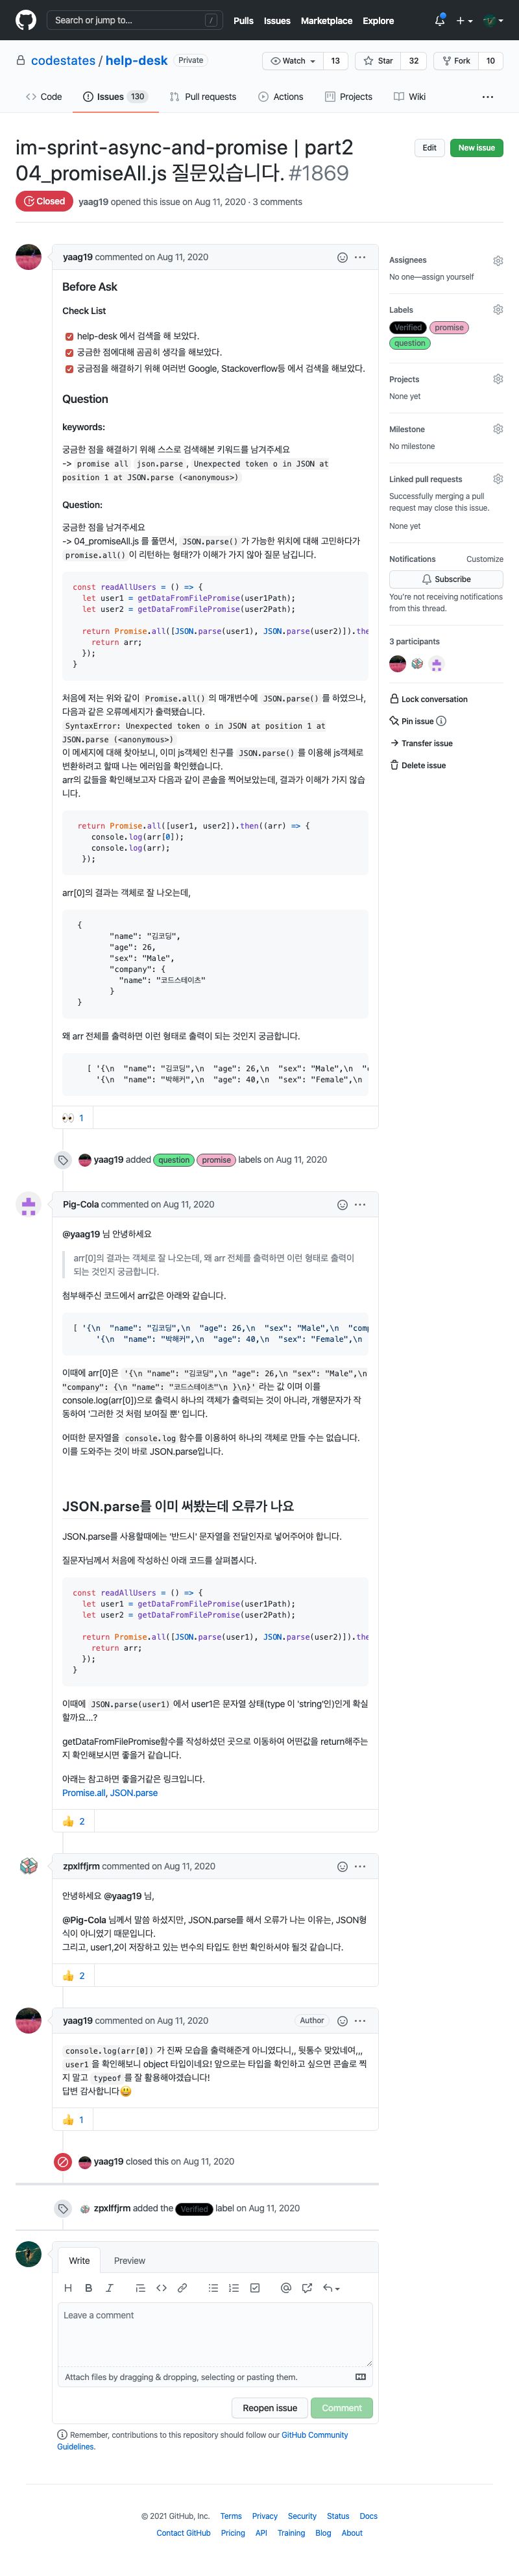 Search or jump to...
/
Pulls Issues Marketplace Explore
codestates / help-desk Private
Watch 13 Star 32 Fork 10
Code Issues 130 Pull requests Actions Projects Wiki
im-sprint-async-and-promise | part2
04_promiseAll.js 질문있습니다. #1869
Edit New issue
Closed yaag19 opened this issue on Aug 11, 2020 · 3 comments
yaag19 commented on Aug 11, 2020
Before Ask
Check List
help-desk 에서 검색을 해 보았다.
궁금한 점에대해 곰곰히 생각을 해보았다.
궁금점을 해결하기 위해 여러번 Google, Stackoverflow등 에서 검색을 해보았다.
Question
keywords:
궁금한 점을 해결하기 위해 스스로 검색해본 키워드를 남겨주세요
-> promise all json.parse , Unexpected token o in JSON at
position 1 at JSON.parse (<anonymous>)
Question:
궁금한 점을 남겨주세요
-> 04_promiseAll.js 를 풀면서, JSON.parse() 가 가능한 위치에 대해 고민하다가
promise.all() 이 리턴하는 형태?가 이해가 가지 않아 질문 남깁니다.
const readAllUsers = () => {
let user1 = getDataFromFilePromise(user1Path);
let user2 = getDataFromFilePromise(user2Path);
return Promise.all([JSON.parse(user1), JSON.parse(user2)]).the
return arr;
});
}
처음에 저는 위와 같이 Promise.all() 의 매개변수에 JSON.parse() 를 하였으나,
다음과 같은 오류메세지가 출력됐습니다.
SyntaxError: Unexpected token o in JSON at position 1 at
JSON.parse (<anonymous>)
이 메세지에 대해 찾아보니, 이미 js객체인 친구를 JSON.parse() 를 이용해 js객체로
변환하려고 할때 나는 에러임을 확인했습니다.
arr의 값들을 확인해보고자 다음과 같이 콘솔을 찍어보았는데, 결과가 이해가 가지 않습니
다.
return Promise.all([user1, user2]).then((arr) => {
console.log(arr[0]);
console.log(arr);
});
arr[0]의 결과는 객체로 잘 나오는데,
{
"name": "김코딩",
"age": 26,
"sex": "Male",
"company": {
"name": "코드스테이츠"
}
}
왜 arr 전체를 출력하면 이런 형태로 출력이 되는 것인지 궁금합니다.
[ '{\n  "name": "김코딩",\n  "age": 26,\n  "sex": "Male",\n
'{\n  "name": "박해커",\n  "age": 40,\n  "sex": "Female",\n
1
yaag19 added question promise labels on Aug 11, 2020
Pig-Cola commented on Aug 11, 2020
@yaag19 님 안녕하세요
arr[0]의 결과는 객체로 잘 나오는데, 왜 arr 전체를 출력하면 이런 형태로 출력이
되는 것인지 궁금합니다.
첨부해주신 코드에서 arr값은 아래와 같습니다.
[ '{\n  "name": "김코딩",\n  "age": 26,\n  "sex": "Male",\n  "comp
'{\n  "name": "박해커",\n  "age": 40,\n  "sex": "Female",\n
이때에 arr[0]은 '{\n "name": "김코딩",\n "age": 26,\n "sex": "Male",\n
"company": {\n "name": "코드스테이츠"\n }\n}' 라는 값 이며 이를
console.log(arr[0])으로 출력시 하나의 객체가 출력되는 것이 아니라, 개행문자가 작
동하여 '그러한 것 처럼 보여질 뿐' 입니다.
어떠한 문자열을 console.log 함수를 이용하여 하나의 객체로 만들 수는 없습니다.
이를 도와주는 것이 바로 JSON.parse입니다.
JSON.parse를 이미 써봤는데 오류가 나요
JSON.parse를 사용할때에는 '반드시' 문자열을 전달인자로 넣어주어야 합니다.
질문자님께서 처음에 작성하신 아래 코드를 살펴봅시다.
const readAllUsers = () => {
let user1 = getDataFromFilePromise(user1Path);
let user2 = getDataFromFilePromise(user2Path);
return Promise.all([JSON.parse(user1), JSON.parse(user2)]).the
return arr;
});
}
이때에 JSON.parse(user1) 에서 user1은 문자열 상태(type 이 'string'인)인게 확실
할까요...?
getDataFromFilePromise함수를 작성하셨던 곳으로 이동하여 어떤값을 return해주는
지 확인해보시면 좋을거 같습니다.
아래는 참고하면 좋을거같은 링크입니다.
Promise.all, JSON.parse
2
zpxlffjrm commented on Aug 11, 2020
안녕하세요 @yaag19 님,
@Pig-Cola 님께서 말씀 하셨지만, JSON.parse를 해서 오류가 나는 이유는, JSON형
식이 아니였기 때문입니다.
그리고, user1,2이 저장하고 있는 변수의 타입도 한번 확인하셔야 될것 같습니다.
2
yaag19 commented on Aug 11, 2020 Author
console.log(arr[0]) 가 진짜 모습을 출력해준게 아니였다니,, 뒷통수 맞았네여,,,
user1 을 확인해보니 object 타입이네요! 앞으로는 타입을 확인하고 싶으면 콘솔로 찍
지 말고 typeof 를 잘 활용해야겠습니다!
답변 감사합니다😀
1
yaag19 closed this on Aug 11, 2020
zpxlffjrm added the Verified label on Aug 11, 2020
Write Preview
Leave a comment
Attach files by dragging & dropping, selecting or pasting them.
Reopen issue Comment
Remember, contributions to this repository should follow our GitHub Community
Guidelines.
Assignees
No one—assign yourself
Labels
Verified promise
question
Projects
None yet
Milestone
No milestone
Linked pull requests
Successfully merging a pull
request may close this issue.
None yet
Notifications Customize
Subscribe
You're not receiving notifications
from this thread.
3 participants
Lock conversation
Pin issue
Transfer issue
Delete issue
© 2021 GitHub, Inc. Terms Privacy Security Status Docs
Contact GitHub Pricing API Training Blog About